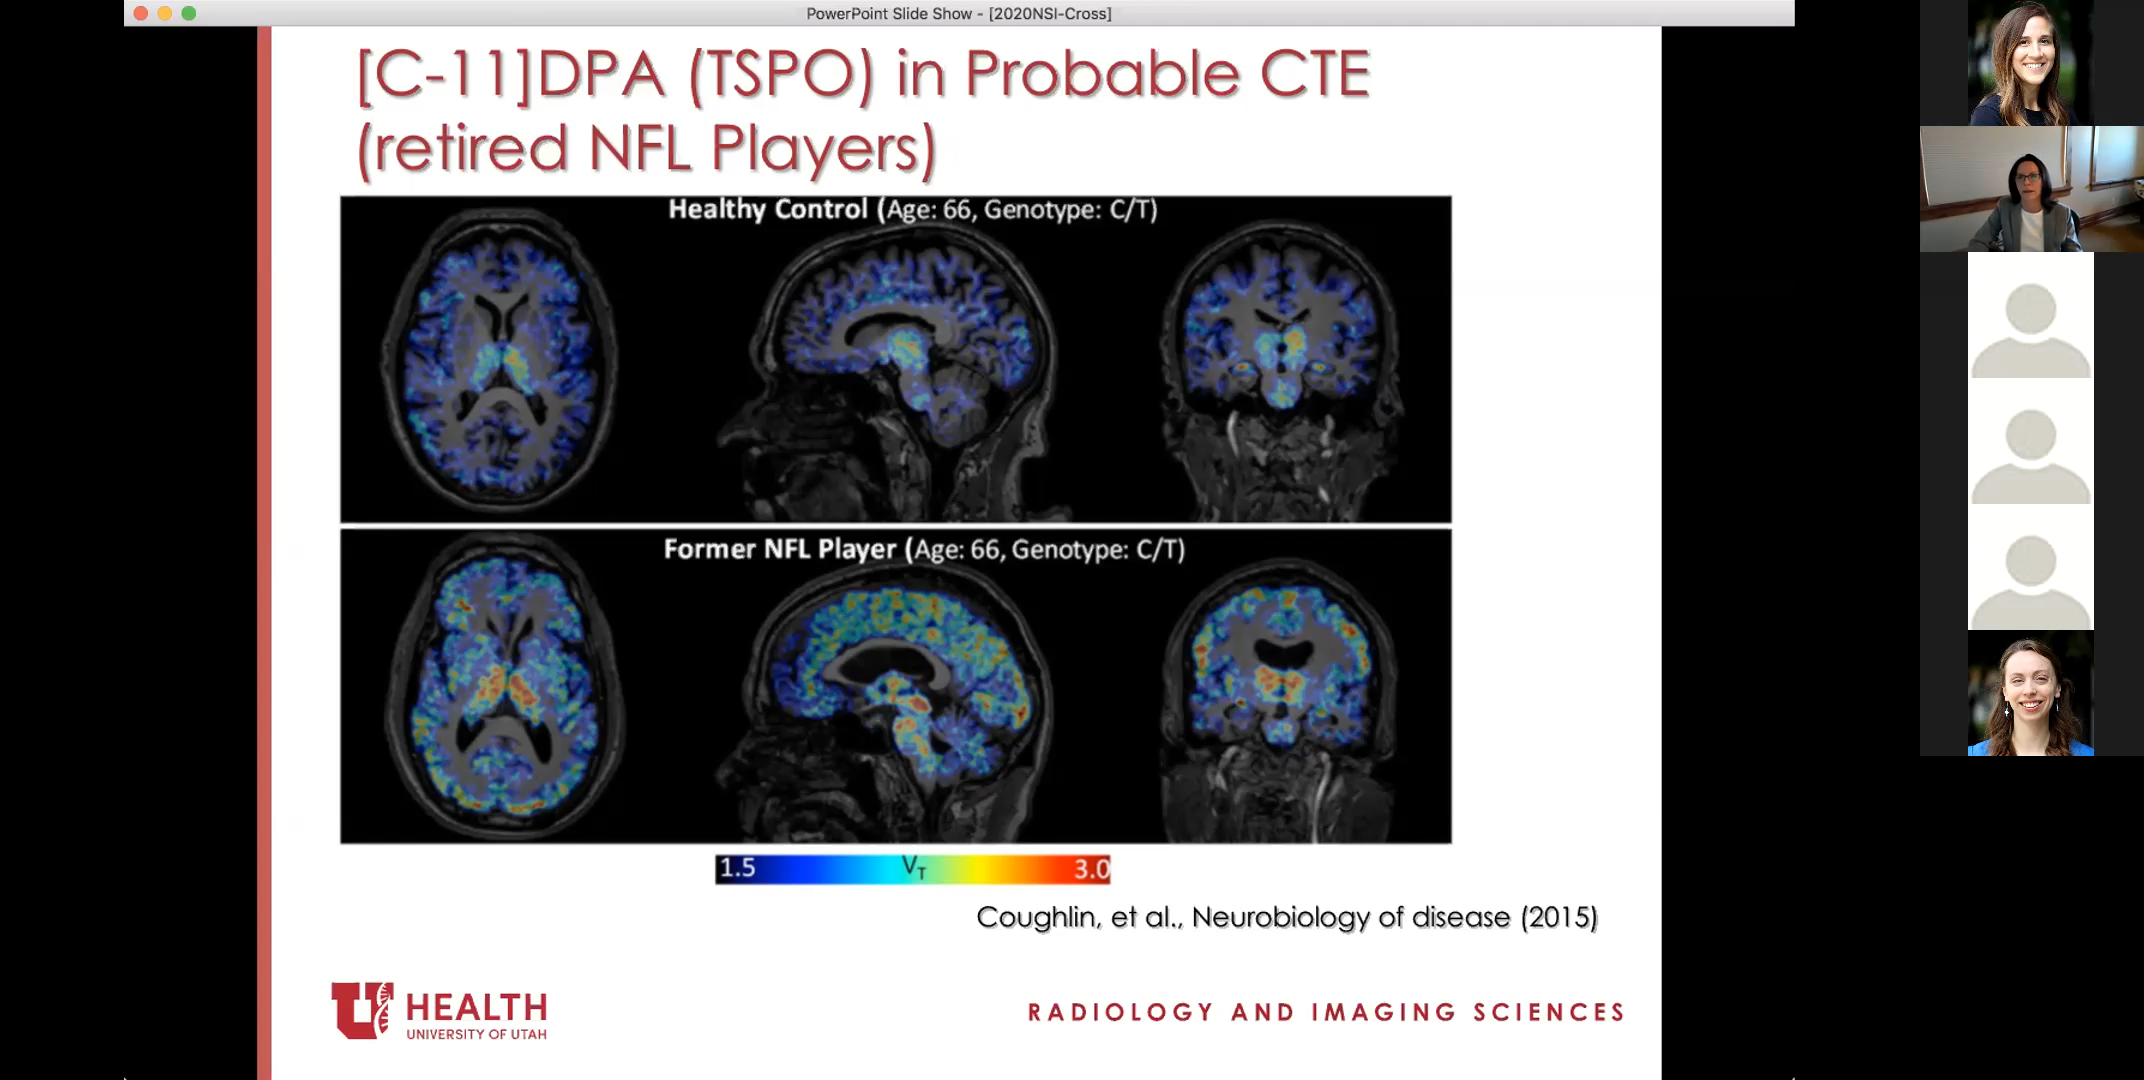 PowerPoint Slide Show - [2020NSI-Cross]
[C-11]DPA (TSPO) in Probable CTE
(retired NFL Players)
Healthy Control (Age: 66, Genotype: C/T)
Former NFL Player (Age: 66, Genotype: C/T)
1.5 VT 3.0
Coughlin, et al., Neurobiology of disease (2015)
U HEALTH
UNIVERSITY OF UTAH
RADIOLOGY AND IMAGING SCIENCES